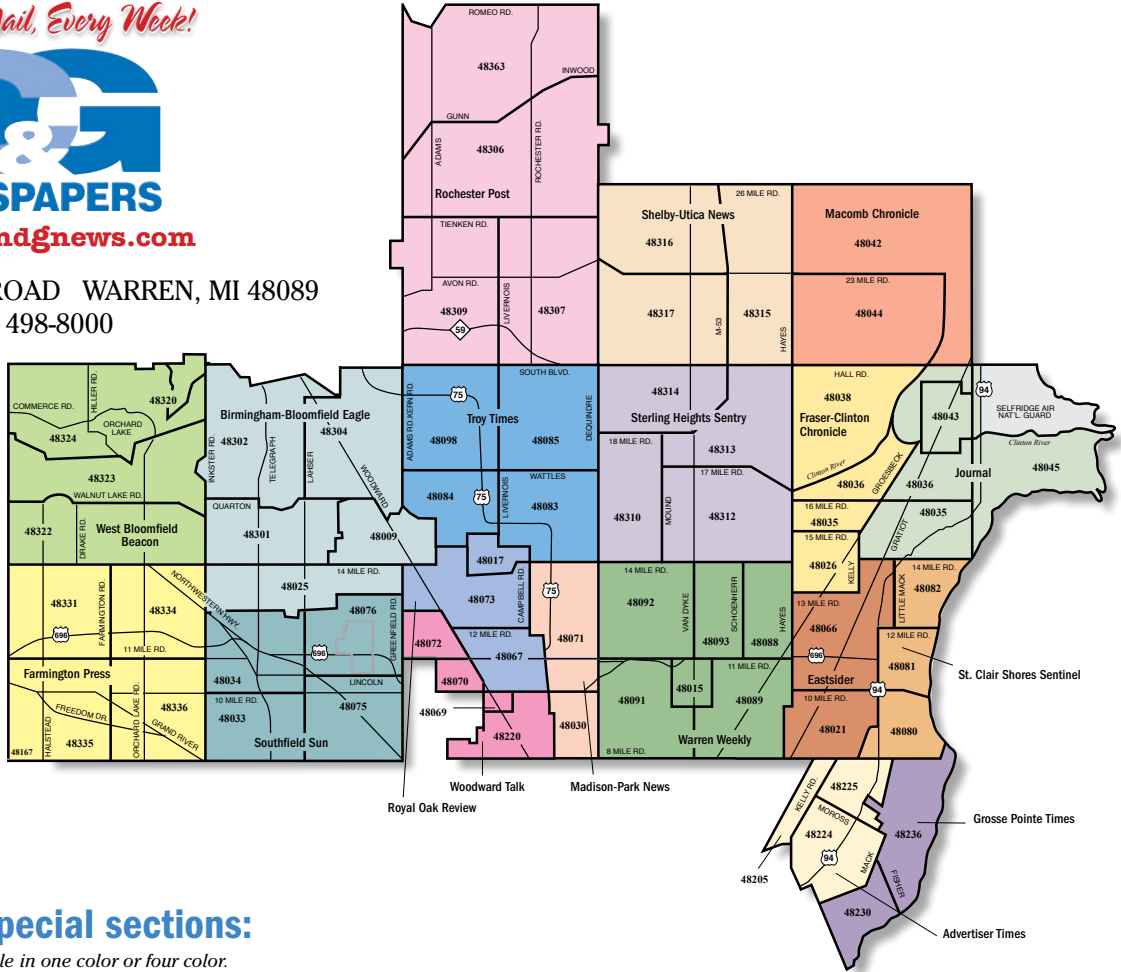 Mail, Every Week!
C&G
NEWSPAPERS
candgnews.com
ROAD WARREN, MI 48089
498-8000
ROMEO RD.
48363
INWOOD
GUNN
ADAMS
48306
ROCHESTER RD.
Rochester Post
TIENKEN RD.
AVON RD.
48309
LIVERNOIS
48307
59
26 MILE RD.
Shelby-Utica News
48316
48317
M-53
48315
HAYES
Macomb Chronicle
48042
23 MILE RD.
48044
COMMERCE RD.
HILLER RD.
48320
ORCHARD
LAKE
48324
48323
WALNUT LAKE RD.
48322
DRAKE RD.
West Bloomfield
Beacon
Birmingham-Bloomfield Eagle
48302
48304
INKSTER RD.
TELEGRAPH
LAHSER
WOODWARD
QUARTON
48301
48009
48025
14 MILE RD.
SOUTH BLVD.
75
ADAMS RD.
KERN RD.
Troy Times
DEQUINDRE
48098
48085
WATTLES
48084
75
LIVERNOIS
48083
48314
Sterling Heights Sentry
18 MILE RD.
48313
17 MILE RD.
48310
MOUND
48312
HALL RD.
48038
Fraser-Clinton
Chronicle
Clinton River
48036
GROESBECK
16 MILE RD.
48035
15 MILE RD.
48026
KELLY
94
SELFRIDGE AIR
NAT'L. GUARD
48043
Clinton River
Journal
48045
48036
48035
GRATIOT
48331
FARMINGTON RD.
48334
NORTHWESTERN HWY.
696
11 MILE RD.
Farmington Press
48336
FREEDOM DR.
ORCHARD LAKE RD.
GRAND RIVER
48167
HALSTEAD
48335
48076
GREENFIELD RD.
696
LINCOLN
48034
10 MILE RD.
48033
48075
Southfield Sun
48017
48073
CAMPBELL RD.
75
48072
12 MILE RD.
48067
48071
48070
48069
48220
48030
Woodward Talk
Madison-Park News
Royal Oak Review
14 MILE RD.
48092
VAN DYKE
SCHOENHERR
48093
48088
HAYES
11 MILE RD.
48091
48015
48089
8 MILE RD.
Warren Weekly
14 MILE RD.
48082
LITTLE MACK
13 MILE RD.
48066
12 MILE RD.
696
48081
St. Clair Shores Sentinel
Eastsider
94
10 MILE RD.
48021
48080
KELLY RD.
48225
MOROSS
48224
48236
Grosse Pointe Times
94
MACK
48205
FISHER
48230
Advertiser Times
pecial sections:
le in one color or four color.